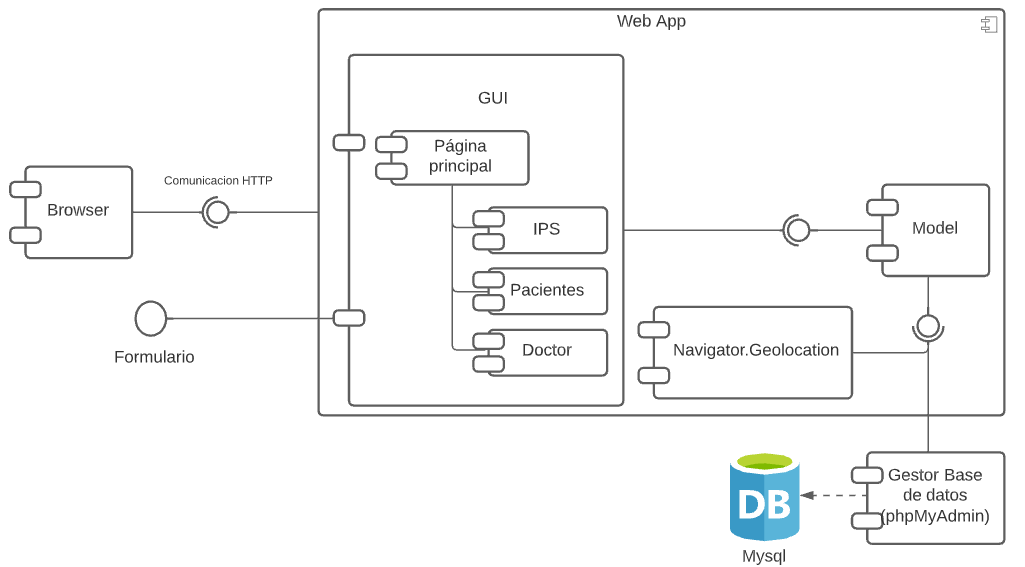 Web App
GUI
Página
principal
Comunicacion HTTP
Browser
IPS
Model
Pacientes
Formulario
Doctor
Navigator.Geolocation
Gestor Base
de datos
(phpMyAdmin)
DB
Mysql